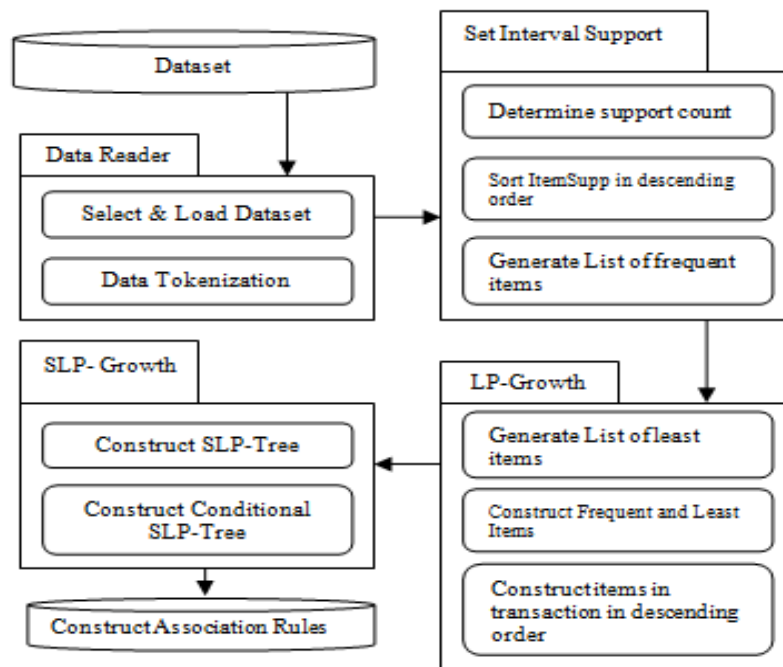 Dataset
Data Reader
Select & Load Dataset
Data Tokenization
Set Interval Support
Determine support count
Sort ItemSupp in descending
order
Generate List of frequent
items
LP-Growth
Generate List of least
items
Construct Frequent and Least
Items
Construct items in
transaction in descending
order
SLP- Growth
Construct SLP-Tree
Construct Conditional
SLP-Tree
Construct Association Rules